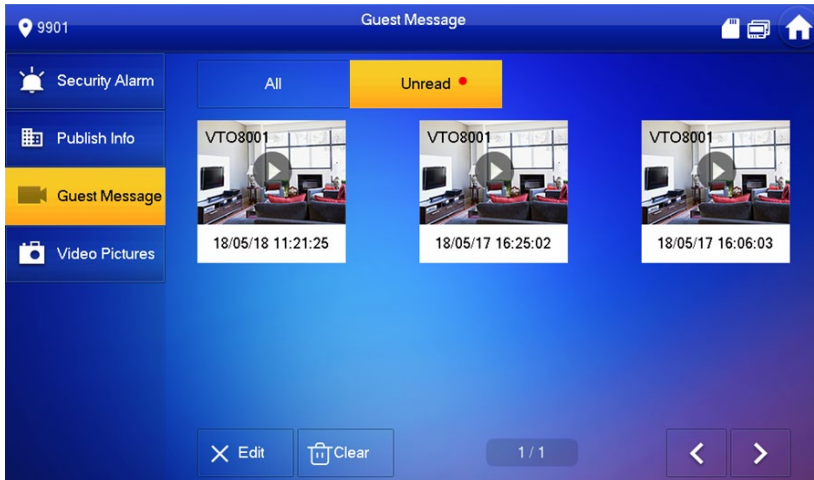 9901
Guest Message
Security Alarm
Publish Info
Guest Message
Video Pictures
All
Unread
VTO8001
VTO8001
VTO8001
18/05/18 11:21:25
18/05/17 16:25:02
18/05/17 16:06:03
Edit
Clear
1 / 1